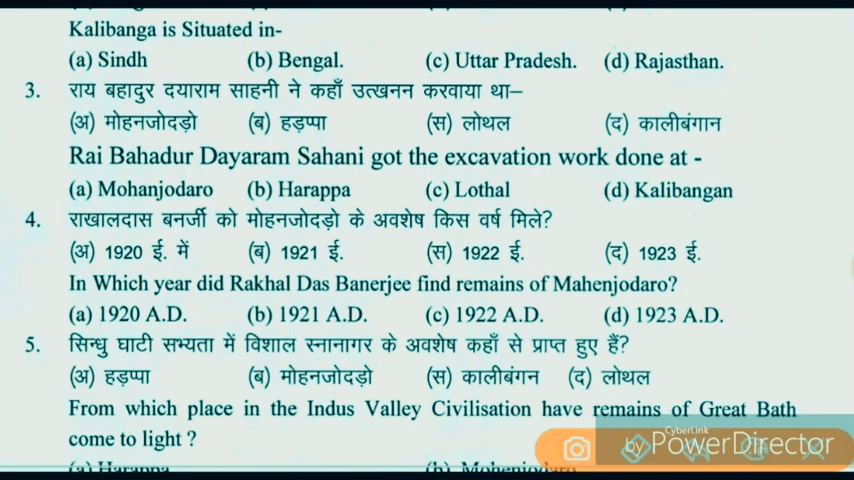 Kalibanga is Situated in-
(a) Sindh (b) Bengal. (c) Uttar Pradesh. (d) Rajasthan.
3. राय बहादुर दयाराम साहनी ने कहाँ उत्खनन करवाया था–
(अ) मोहनजोदड़ो (ब) हड़प्पा (स) लोथल (द) कालीबंगान
Rai Bahadur Dayaram Sahani got the excavation work done at -
(a) Mohanjodaro (b) Harappa (c) Lothal (d) Kalibangan
4. राखालदास बनर्जी को मोहनजोदड़ो के अवशेष किस वर्ष मिले?
(अ) 1920 ई. में (ब) 1921 ई. (स) 1922 ई. (द) 1923 ई.
In Which year did Rakhal Das Banerjee find remains of Mahenjodaro?
(a) 1920 A.D. (b) 1921 A.D. (c) 1922 A.D. (d) 1923 A.D.
5. सिन्धु घाटी सभ्यता में विशाल स्नानागर के अवशेष कहाँ से प्राप्त हुए हैं?
(अ) हड़प्पा (ब) मोहनजोदड़ो (स) कालीबंगन (द) लोथल
From which place in the Indus Valley Civilisation have remains of Great Bath
come to light ?
(a) Harappa (b) Mohenjodaro
CyberLink
by PowerDirector